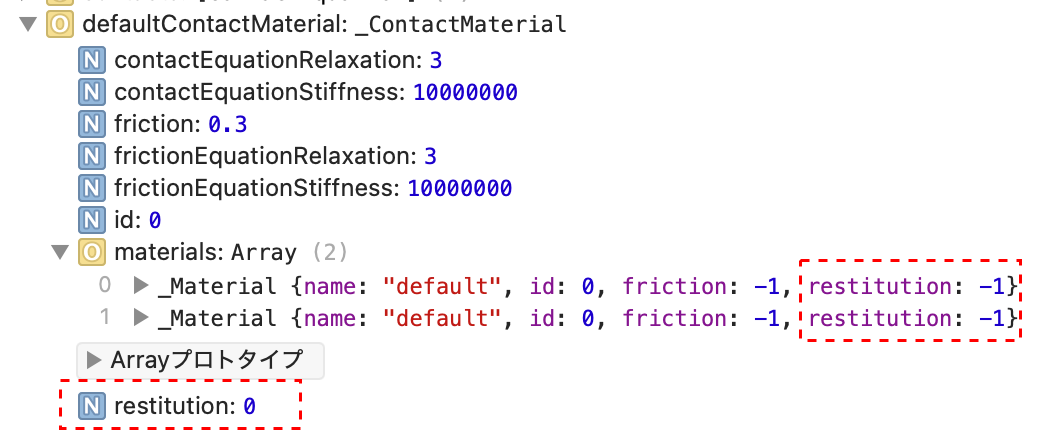 defaultContactMaterial: _ContactMaterial
N contactEquationRelaxation: 3
N contactEquationStiffness: 10000000
N friction: 0.3
N frictionEquationRelaxation: 3
N frictionEquationStiffness: 10000000
N id: 0
O materials: Array (2)
0 _Material {name: "default", id: 0, friction: -1, restitution: -1}
1 _Material {name: "default", id: 0, friction: -1, restitution: -1}
Arrayプロトタイプ
N restitution: 0